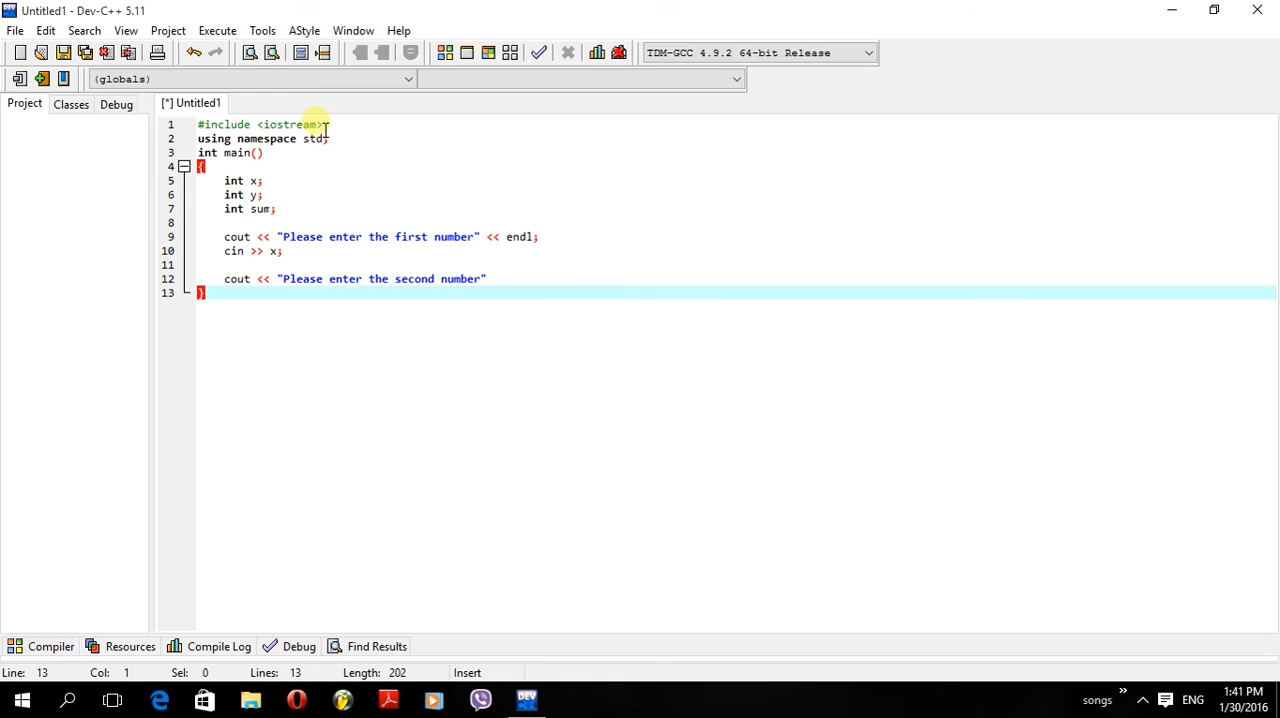 Untitled1 - Dev-C++ 5.11
File Edit Search View Project Execute Tools AStyle Window Help
TDM-GCC 4.9.2 64-bit Release
(globals)
Project Classes Debug [*] Untitled1
1 #include <iostream>
2 using namespace std;
3 int main()
4 {
5 int x;
6 int y;
7 int sum;
8
9 cout << "Please enter the first number" << endl;
10 cin >> x;
11
12 cout << "Please enter the second number"
13 }
Compiler Resources Compile Log Debug Find Results
Line: 13 Col: 1 Sel: 0 Lines: 13 Length: 202 Insert
DEV songs » ENG 1:41 PM
1/30/2016